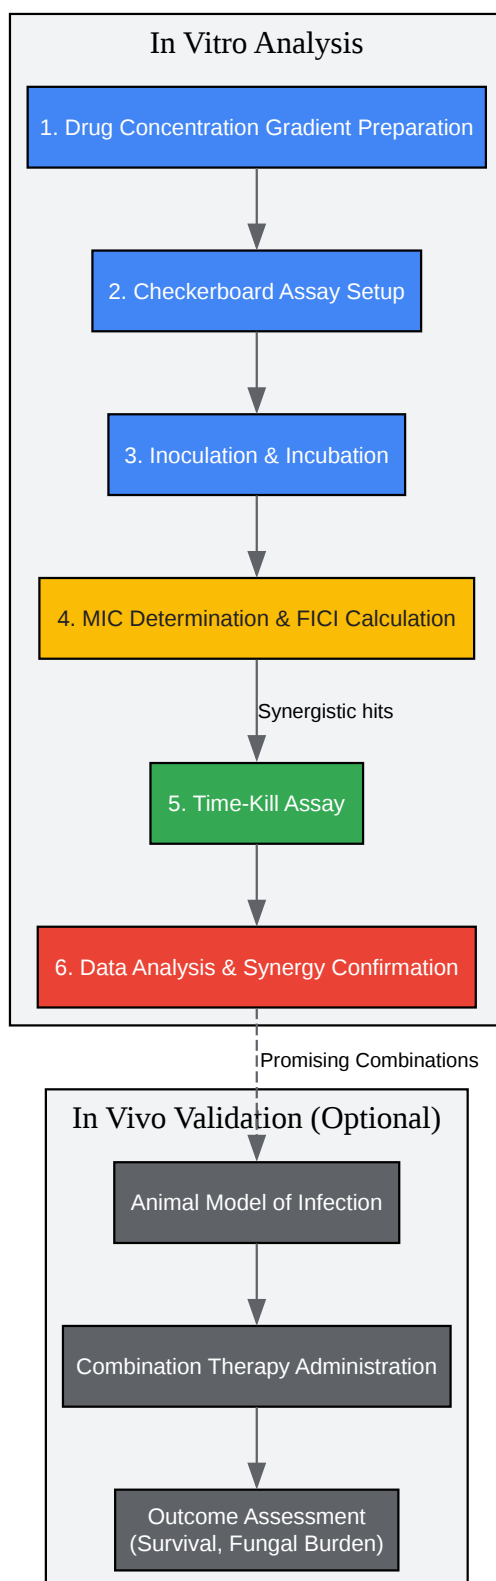 In Vitro Analysis
1. Drug Concentration Gradient Preparation
2. Checkerboard Assay Setup
3. Inoculation & Incubation
4. MIC Determination & FICI Calculation
Synergistic hits
5. Time-Kill Assay
6. Data Analysis & Synergy Confirmation
Promising Combinations
In Vivo Validation (Optional)
Animal Model of Infection
Combination Therapy Administration
Outcome Assessment
(Survival, Fungal Burden)